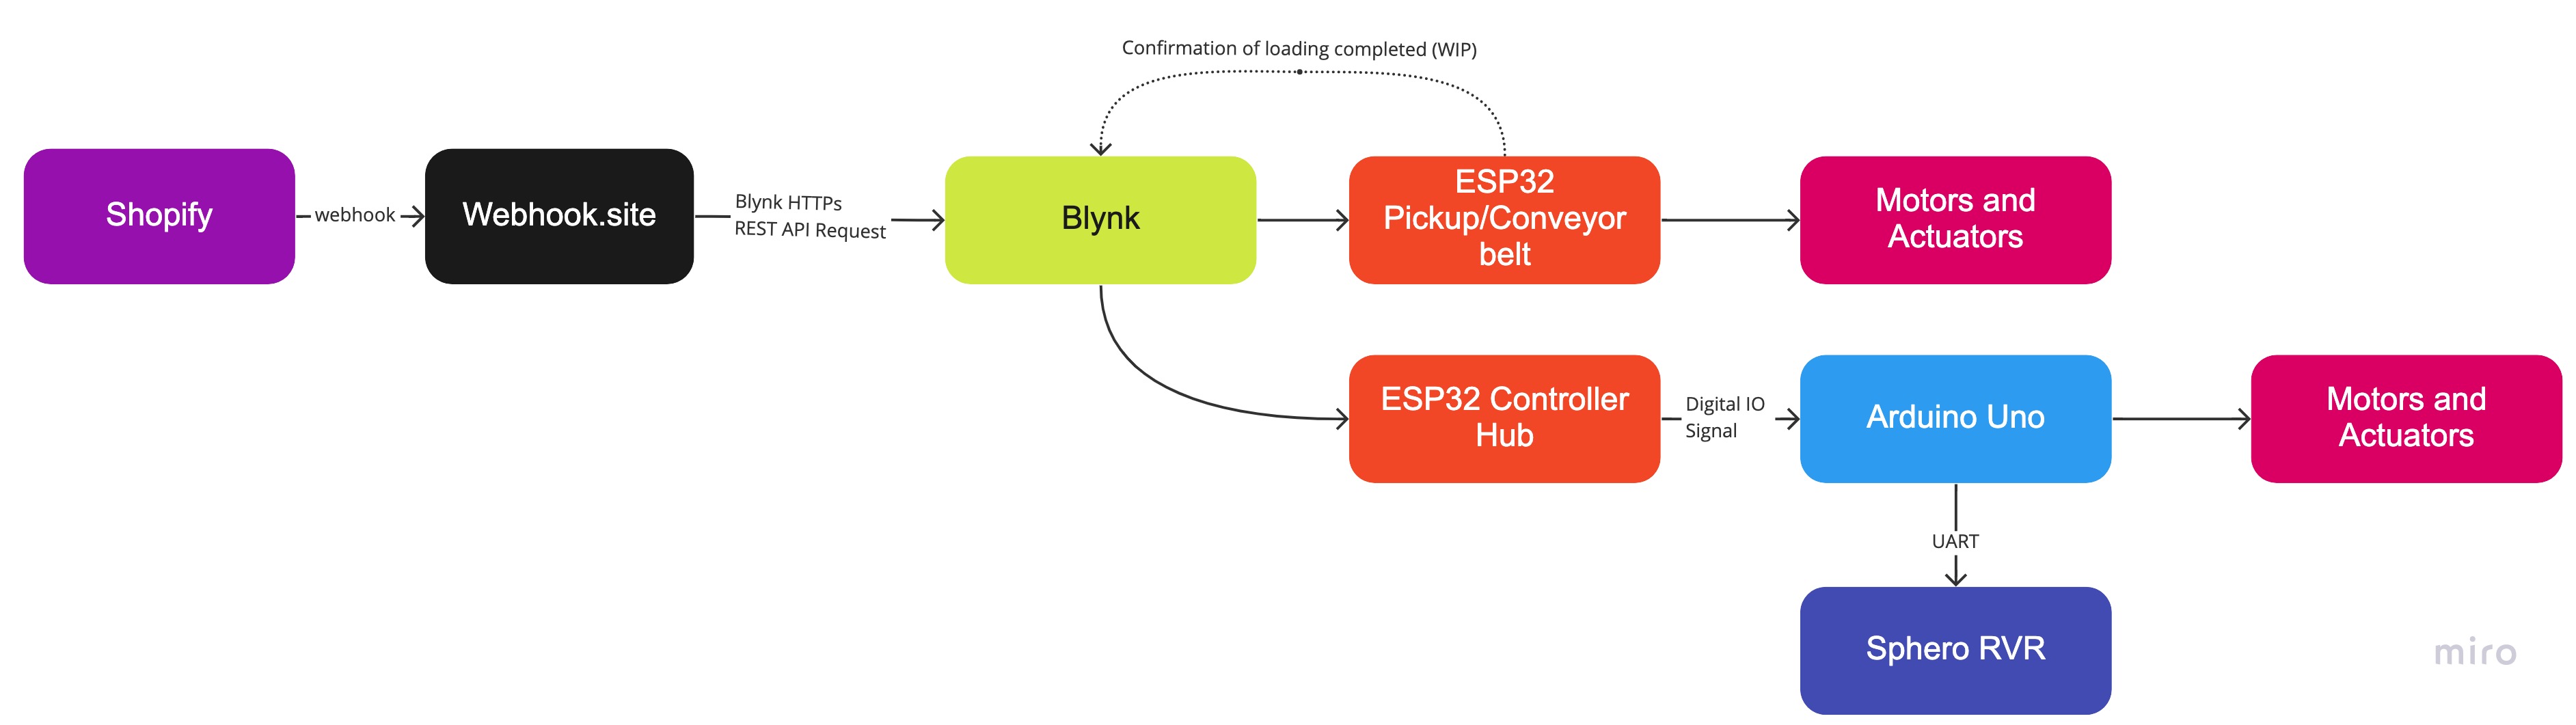 Confirmation of loading completed (WIP)
Shopify
webhook
Webhook.site
Blynk HTTPs
REST API Request
Blynk
ESP32
Pickup/Conveyor
belt
Motors and
Actuators
ESP32 Controller
Hub
Digital IO
Signal
Arduino Uno
Motors and
Actuators
UART
Sphero RVR
miro